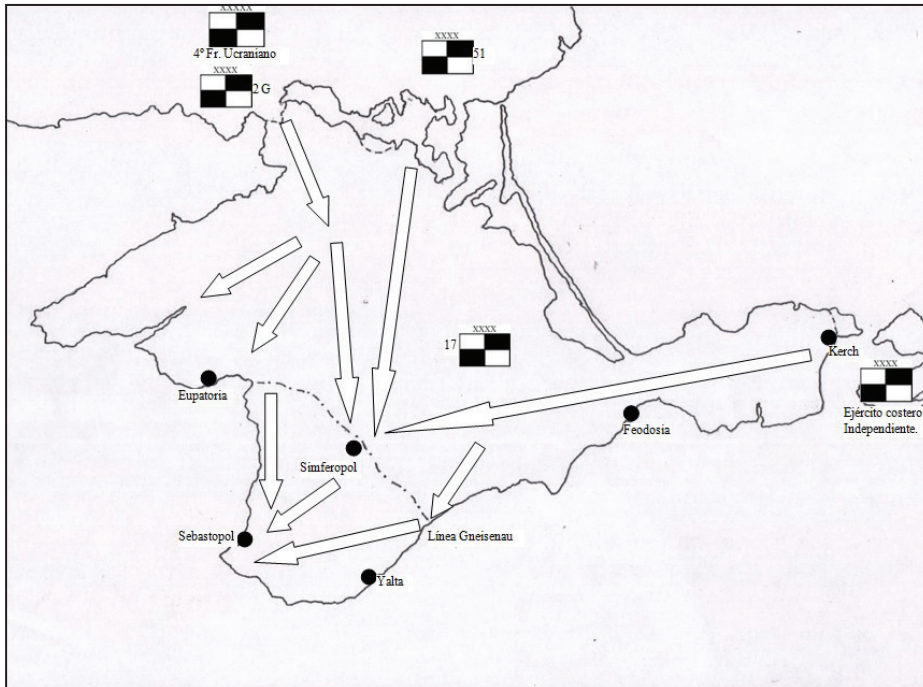 XXXXX
4º Fr. Ucraniano
XXXX
2 G
XXXX
51
XXXX
17
Kerch
XXXX
Ejército costero
Independiente.
Feodosia
Eupatoria
Simferopol
Sebastopol
Línea Gneisenau
Yalta